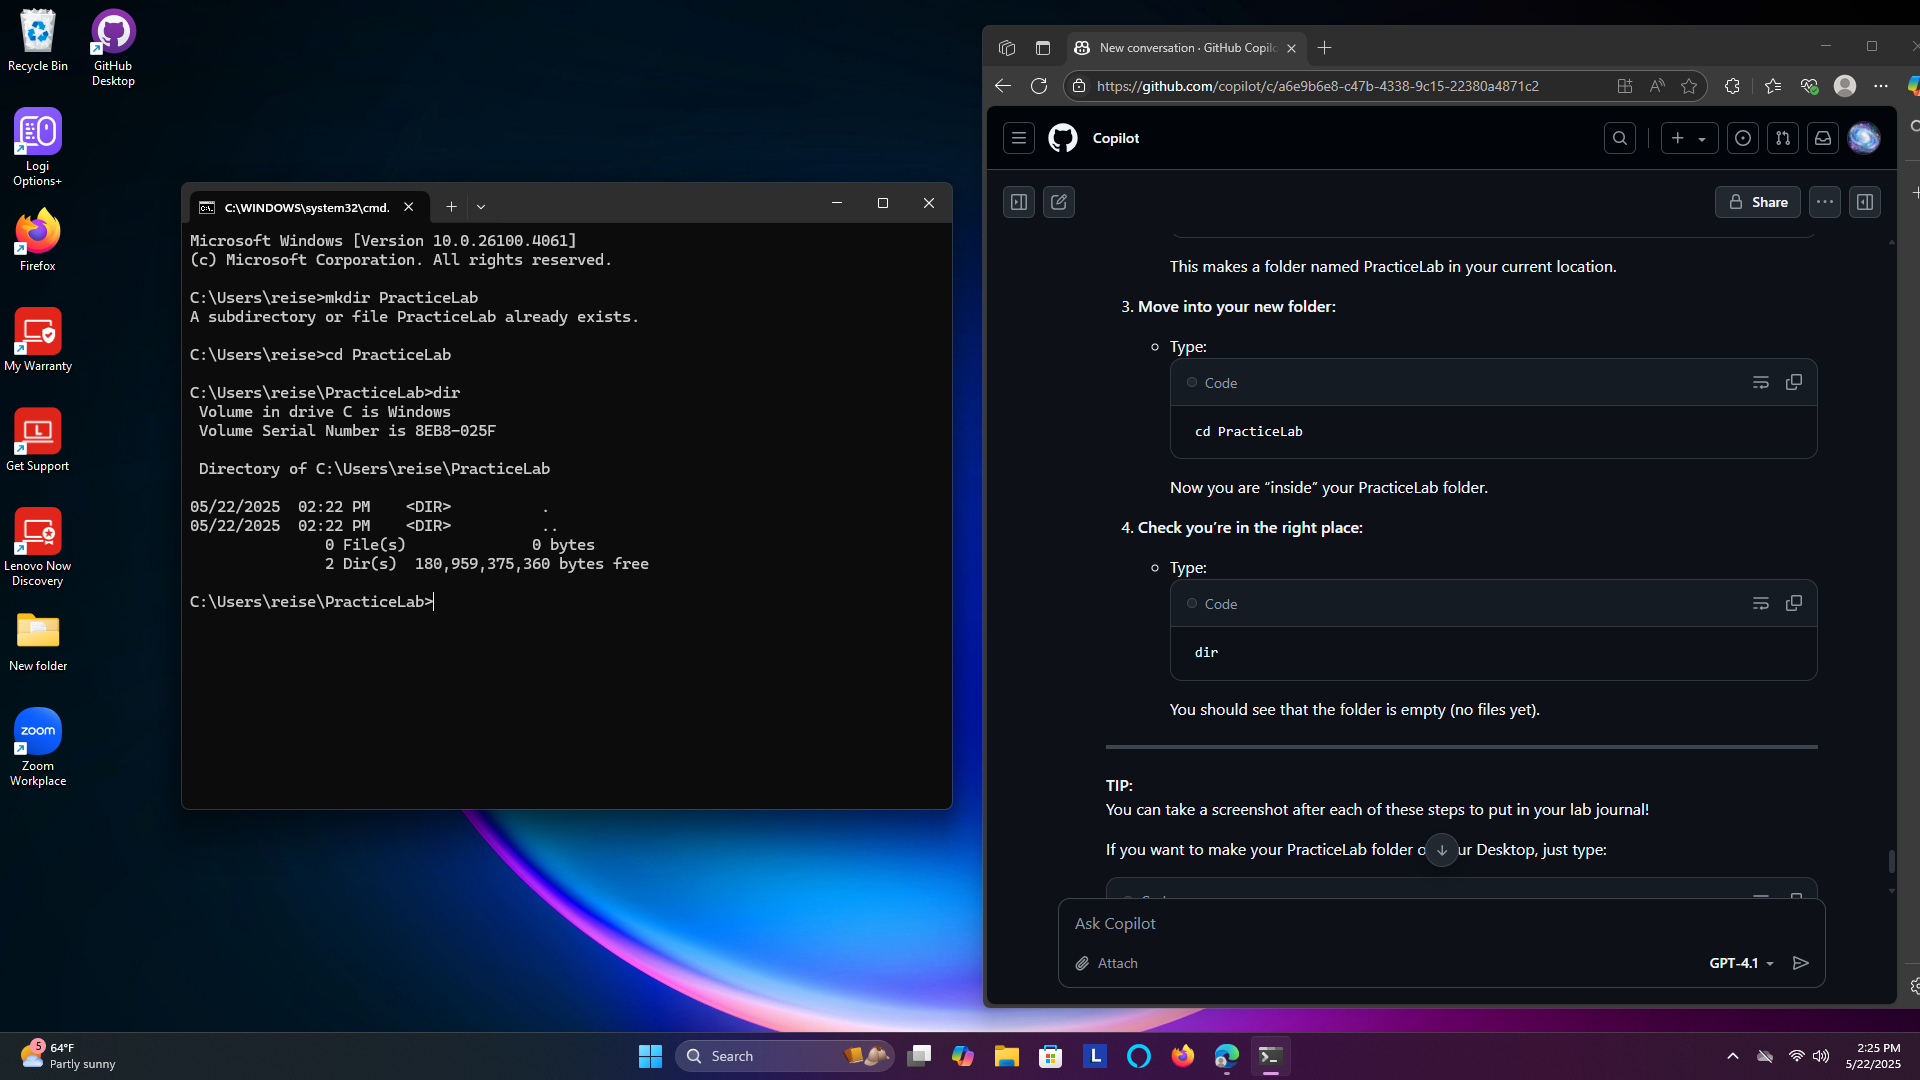 Recycle Bin
GitHub
Desktop
Logi
Options+
Firefox
My Warranty
Get Support
Lenovo Now
Discovery
New folder
zoom
Zoom
Workplace
C:\WINDOWS\system32\cmd.
Microsoft Windows [Version 10.0.26100.4061]
(c) Microsoft Corporation. All rights reserved.
C:\Users\reise>mkdir PracticeLab
A subdirectory or file PracticeLab already exists.
C:\Users\reise>cd PracticeLab
C:\Users\reise\PracticeLab>dir
Volume in drive C is Windows
Volume Serial Number is 8EB8-025F
Directory of C:\Users\reise\PracticeLab
05/22/2025  02:22 PM    <DIR>          .
05/22/2025  02:22 PM    <DIR>          ..
0 File(s)              0 bytes
2 Dir(s)  180,959,375,360 bytes free
C:\Users\reise\PracticeLab>
New conversation · GitHub Copilo
https://github.com/copilot/c/a6e9b6e8-c47b-4338-9c15-22380a4871c2
Copilot
Share
This makes a folder named PracticeLab in your current location.
3. Move into your new folder:
Type:
Code
cd PracticeLab
Now you are “inside” your PracticeLab folder.
4. Check you’re in the right place:
Type:
Code
dir
You should see that the folder is empty (no files yet).
TIP:
You can take a screenshot after each of these steps to put in your lab journal!
If you want to make your PracticeLab folder o ur Desktop, just type:
Ask Copilot
Attach
GPT-4.1
5
64°F
Partly sunny
Search
L
2:25 PM
5/22/2025